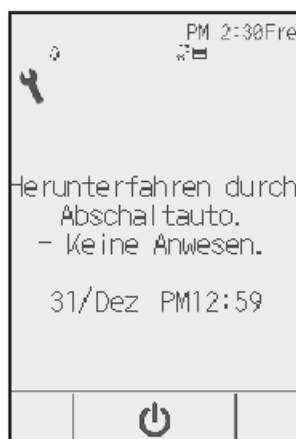 PM 2:30Fre
Herunterfahren durch
Abschaltauto.
- Keine Anwesen.
31/Dez PM12:59